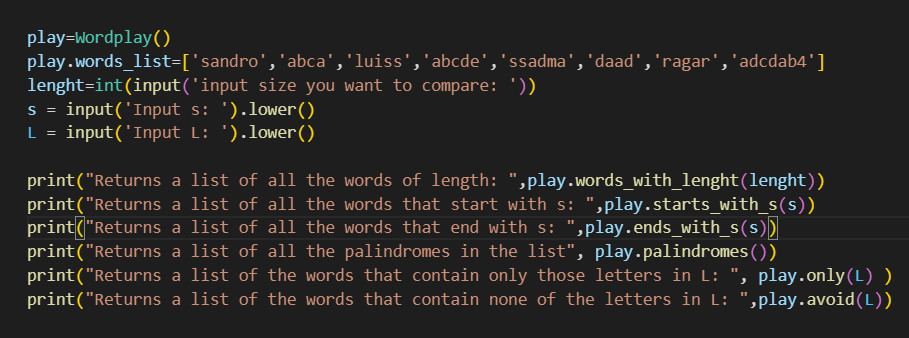 play=Wordplay()
play.words_list=['sandro','abca','luiss','abcde','ssadma','daad','ragar','adcdab4']
lenght=int(input('input size you want to compare: '))
s = input('Input s: ').lower()
L = input('Input L: ').lower()
print("Returns a list of all the words of length: ",play.words_with_lenght(lenght))
print("Returns a list of all the words that start with s: ",play.starts_with_s(s))
print("Returns a list of all the words that end with s: ",play.ends_with_s(s))
print("Returns a list of all the palindromes in the list", play.palindromes())
print("Returns a list of the words that contain only those letters in L: ", play.only(L) )
print("Returns a list of the words that contain none of the letters in L: ",play.avoid(L))